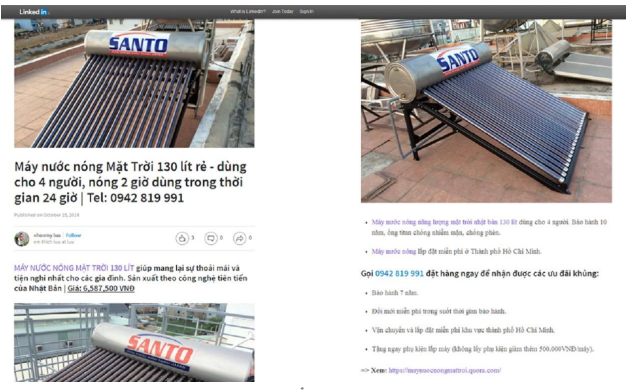 Linked in
What is LinkedIn?  Join Today  Sign In
SANTO
Máy nước nóng Mặt Trời 130 lít rẻ - dùng
cho 4 người, nóng 2 giờ dùng trong thời
gian 24 giờ | Tel: 0942 819 991
Published on October 25, 2018
Follow
MÁY NƯỚC NÓNG MẶT TRỜI 130 LÍT giúp mang lại sự thoải mái và
tiện nghi nhất cho các gia đình. Sản xuất theo công nghệ tiên tiến
của Nhật Bản | Giá: 6,587,500 VNĐ
SANTO
SANTO
• Máy nước nóng năng lượng mặt trời nhật bản 130 lít dùng cho 4 người. Bảo hành 10
năm, ống titan chống nhiễm mặn, chống phèn.
• Máy nước nóng lắp đặt miễn phí ở Thành Phố Hồ Chí Minh.
Gọi 0942 819 991 đặt hàng ngay để nhận được các ưu đãi khủng:
• Bảo hành 7 năm.
• Đổi mới miễn phí trong suốt thời gian bảo hành.
• Vận chuyển và lắp đặt miễn phí khu vực thành phố Hồ Chí Minh.
• Tặng ngay phụ kiện lắp máy (không lấy phụ kiện giảm thêm 500.000VNĐ/máy).
=> Xem: https://maynuocnongmattroi.quora.com/